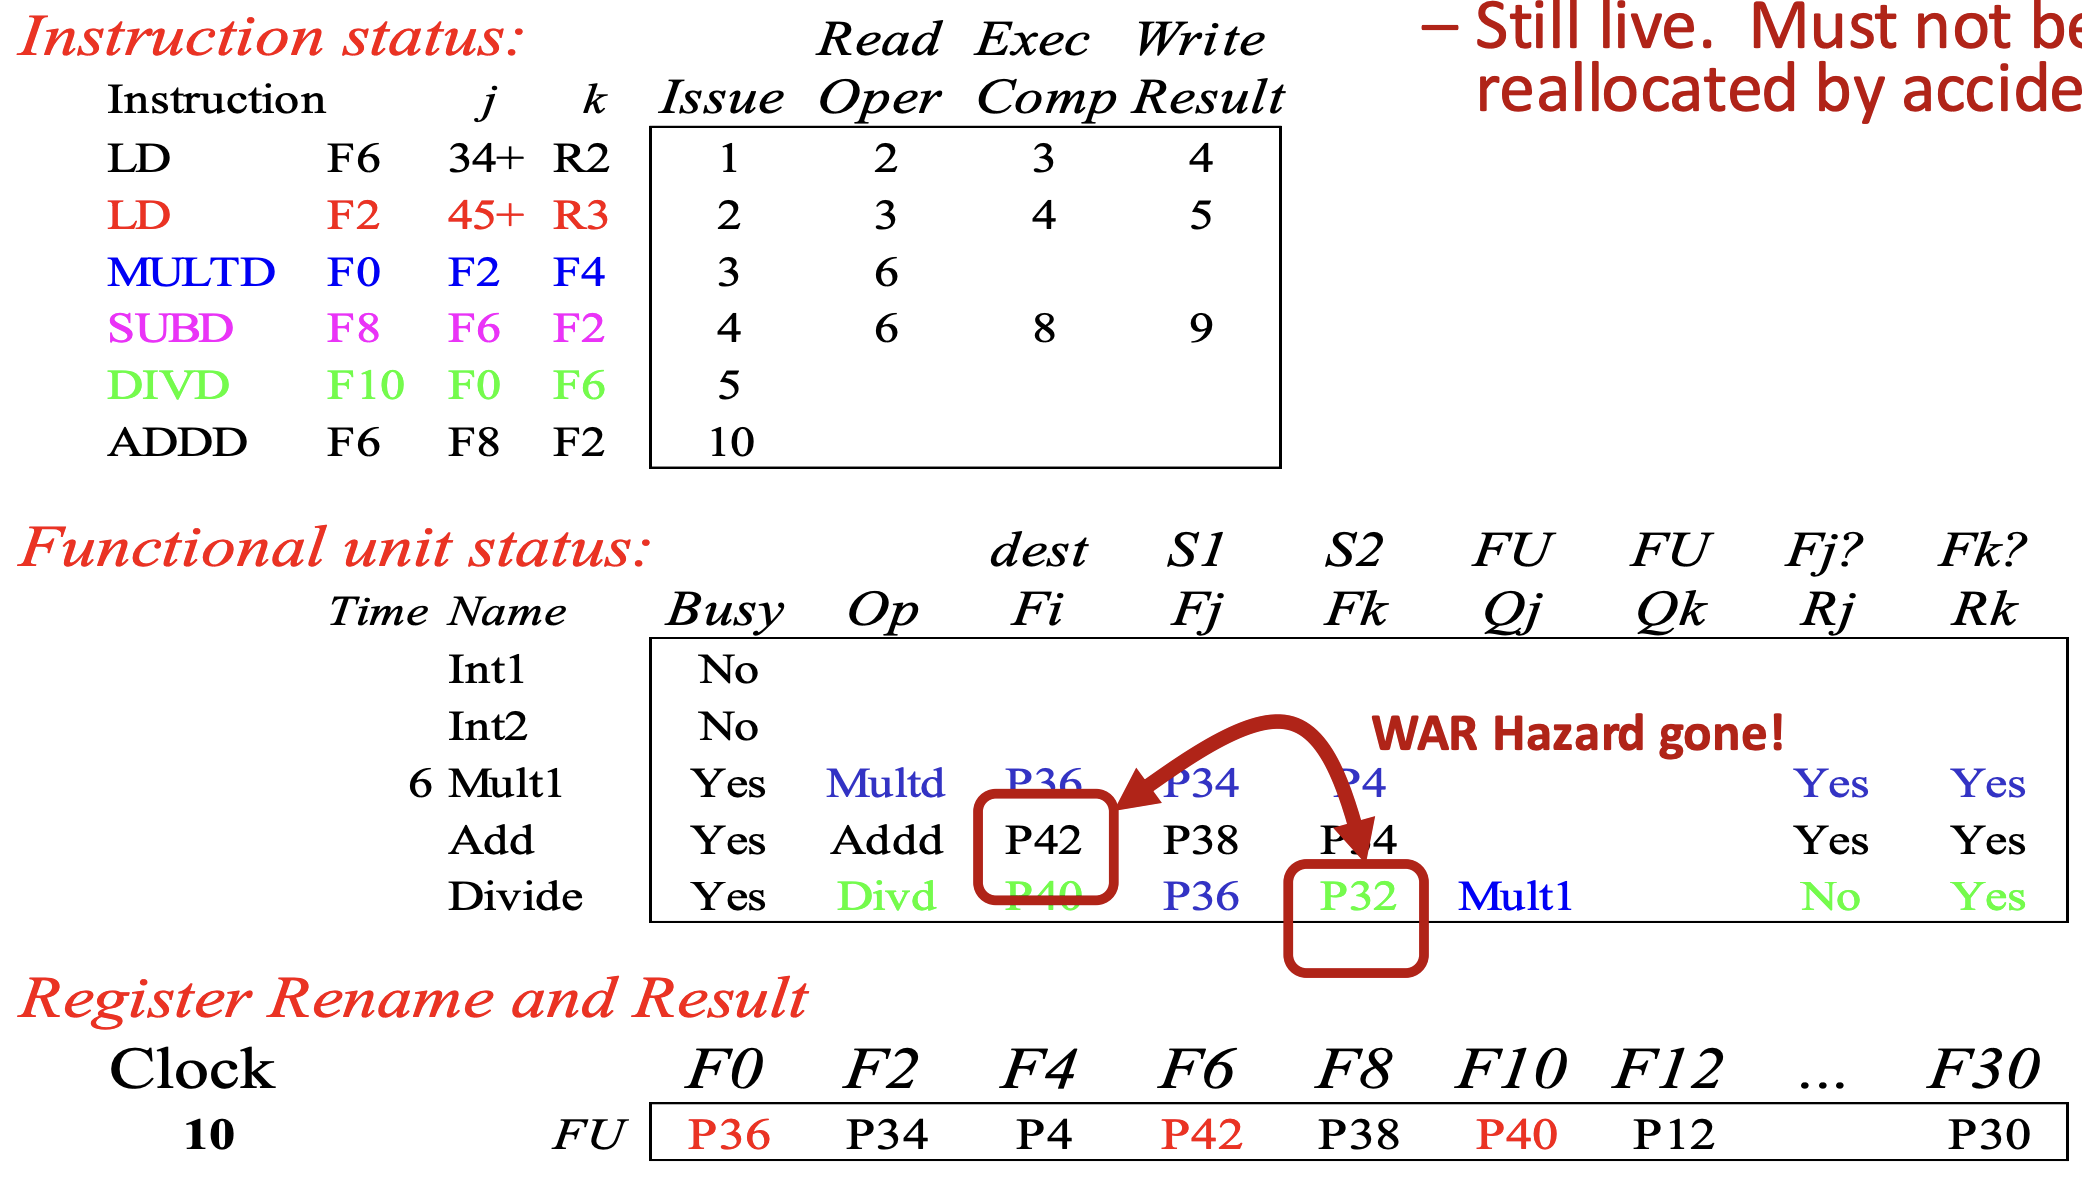 Instruction status:
Read Exec Write
Instruction j k Issue Oper Comp Result
LD F6 34+ R2 1 2 3 4
LD F2 45+ R3 2 3 4 5
MULTD F0 F2 F4 3 6
SUBD F8 F6 F2 4 6 8 9
DIVD F10 F0 F6 5
ADDD F6 F8 F2 10
– Still live. Must not
reallocated by
Functional unit status:
dest S1 S2 FU FU Fj? Fk?
Time Name Busy Op Fi Fj Fk Qj Qk Rj Rk
Int1 No
Int2 No
WAR Hazard gone!
6 Mult1 Yes Multd P36 P34 P4 Yes Yes
Add Yes Addd P42 P38 P34 Yes Yes
Divide Yes Divd P40 P36 P32 Mult1 No Yes
Register Rename and Result
Clock F0 F2 F4 F6 F8 F10 F12 ... F30
10 FU P36 P34 P4 P42 P38 P40 P12 P30